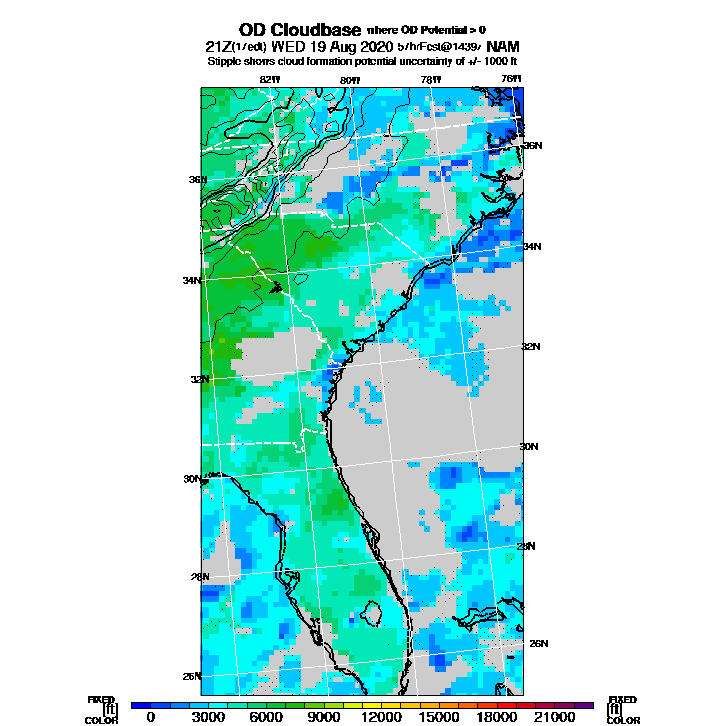 OD Cloudbase where OD Potential > 0
21Z(17edt) WED 19 Aug 2020 57hrFcst@1439z NAM
Stipple shows cloud formation potential uncertainty of +/- 1000 ft
82W 80W 78W 76W
36N 36N
34N 34N
32N 32N
30N 30N
28N 28N
26N 26N
FIXED FIXED
[ft] [ft]
COLOR COLOR
0 3000 6000 9000 12000 15000 18000 21000